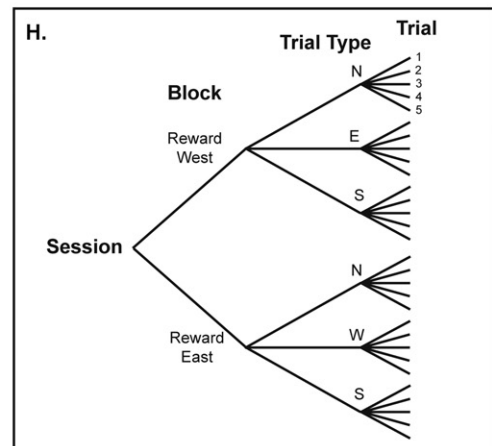 H.
Trial
Trial Type
Block
N
1
2
3
4
5
Reward
West
E
S
Session
N
Reward
East
W
S